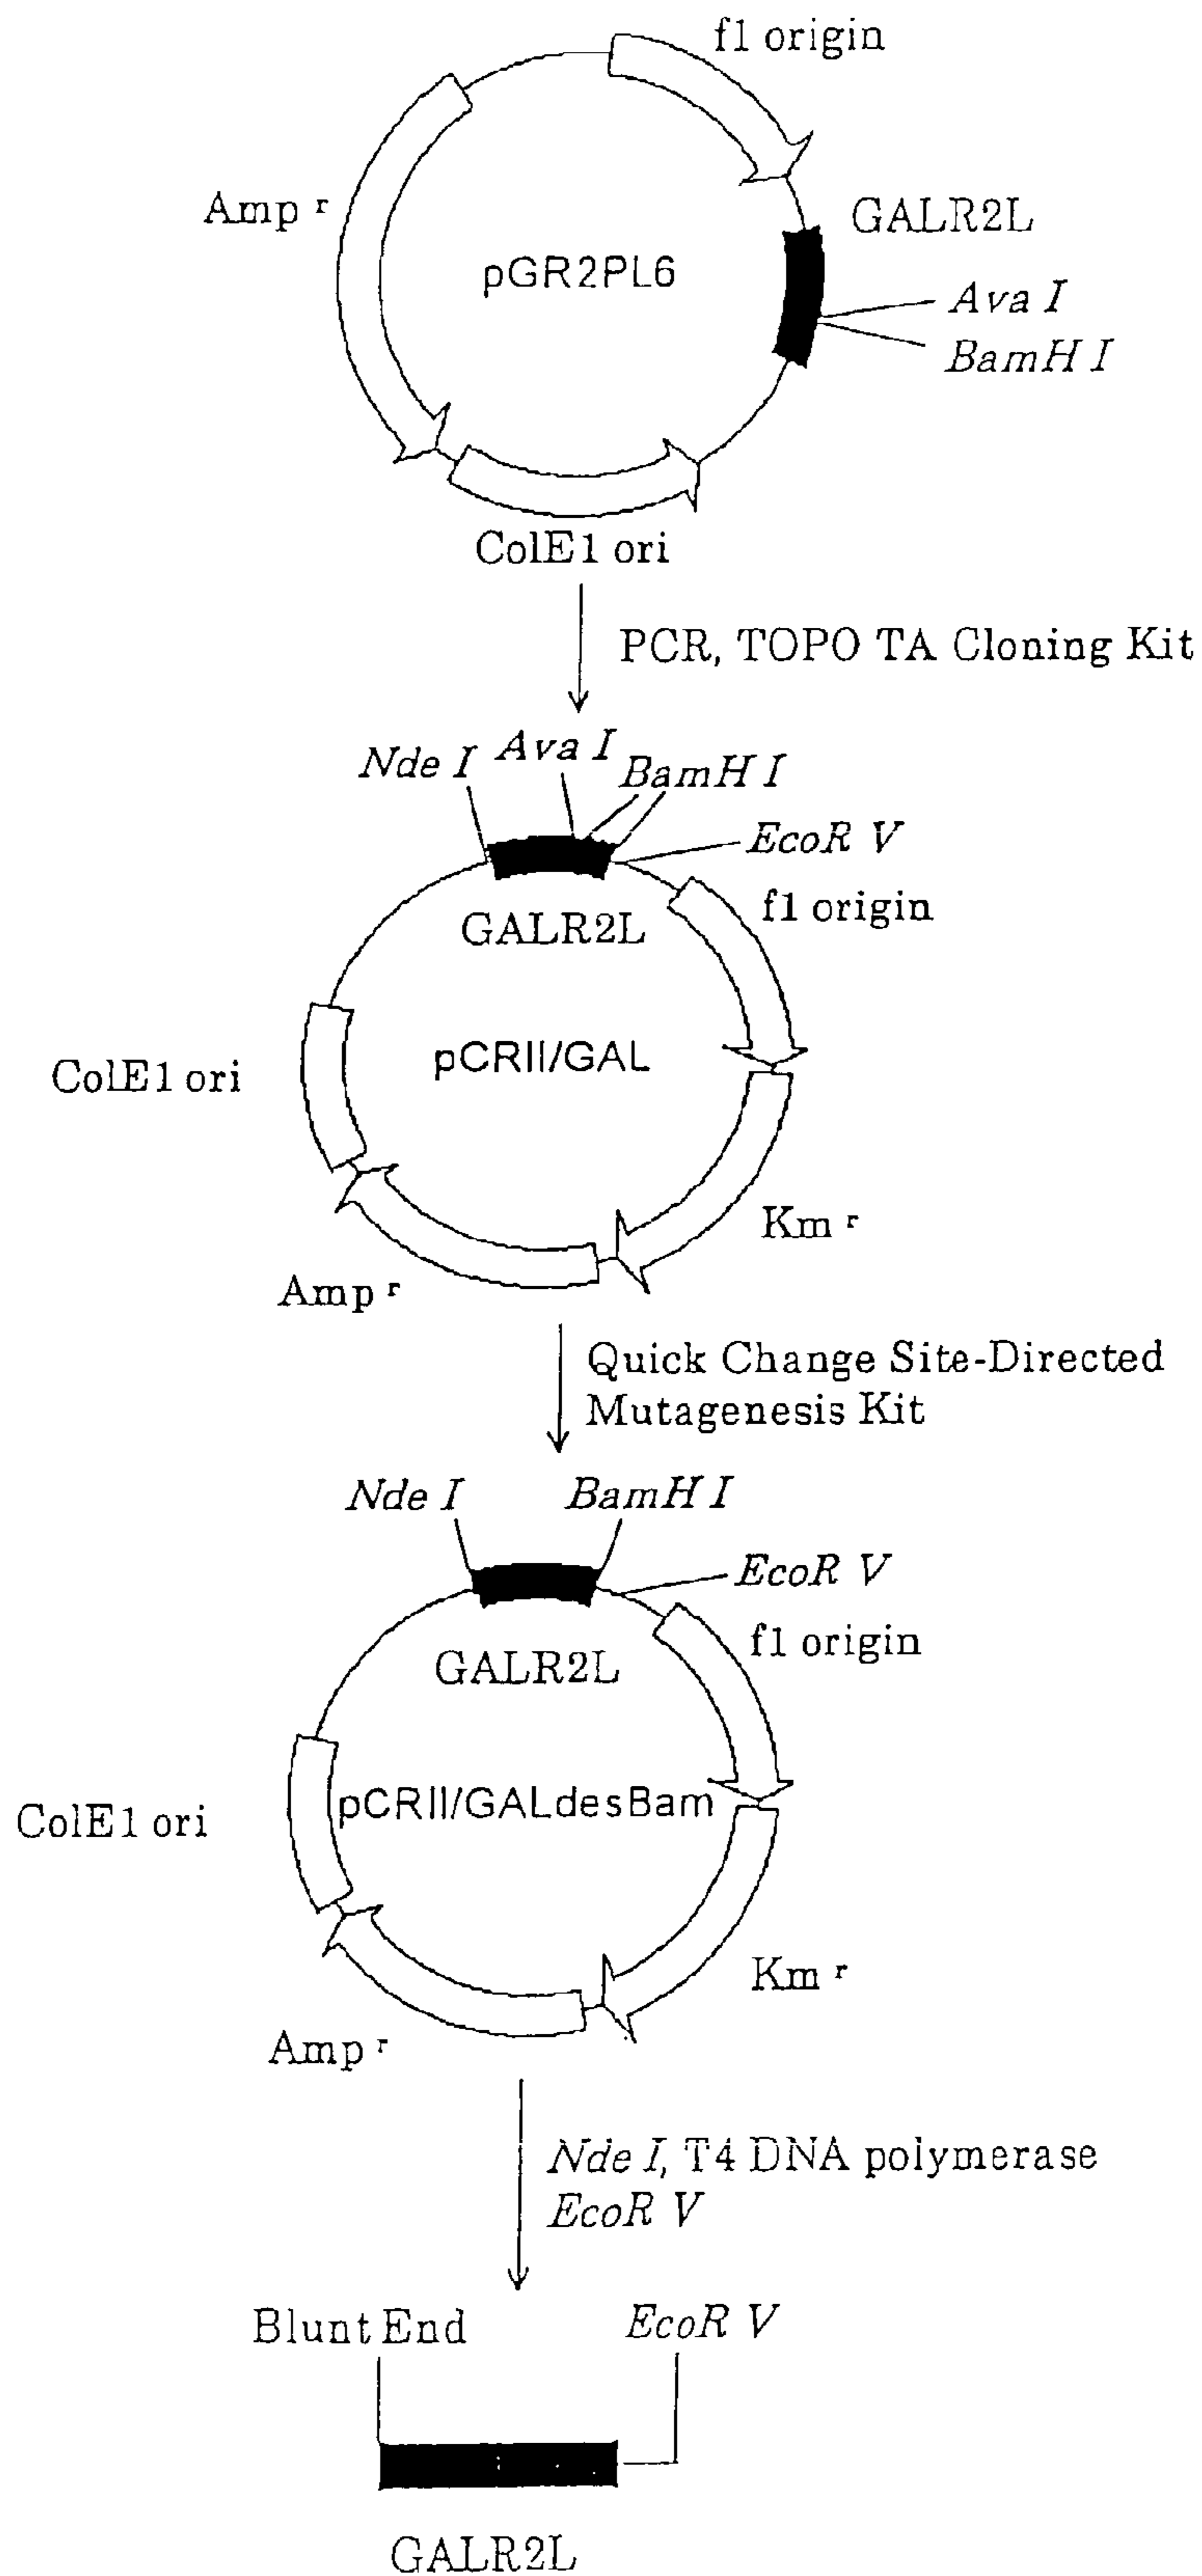 f1 origin
Amp r
GALR2L
pGR2PL6
Ava I
BamH I
ColE1 ori
PCR, TOPO TA Cloning Kit
Nde I
Ava I
BamH I
EcoR V
f1 origin
GALR2L
ColE1 ori
pCRII/GAL
Km r
Amp r
Quick Change Site-Directed
Mutagenesis Kit
Nde I
BamH I
EcoR V
f1 origin
GALR2L
ColE1 ori
pCRII/GALdesBam
Km r
Amp r
Nde I, T4 DNA polymerase
EcoR V
Blunt End
EcoR V
GALR2L